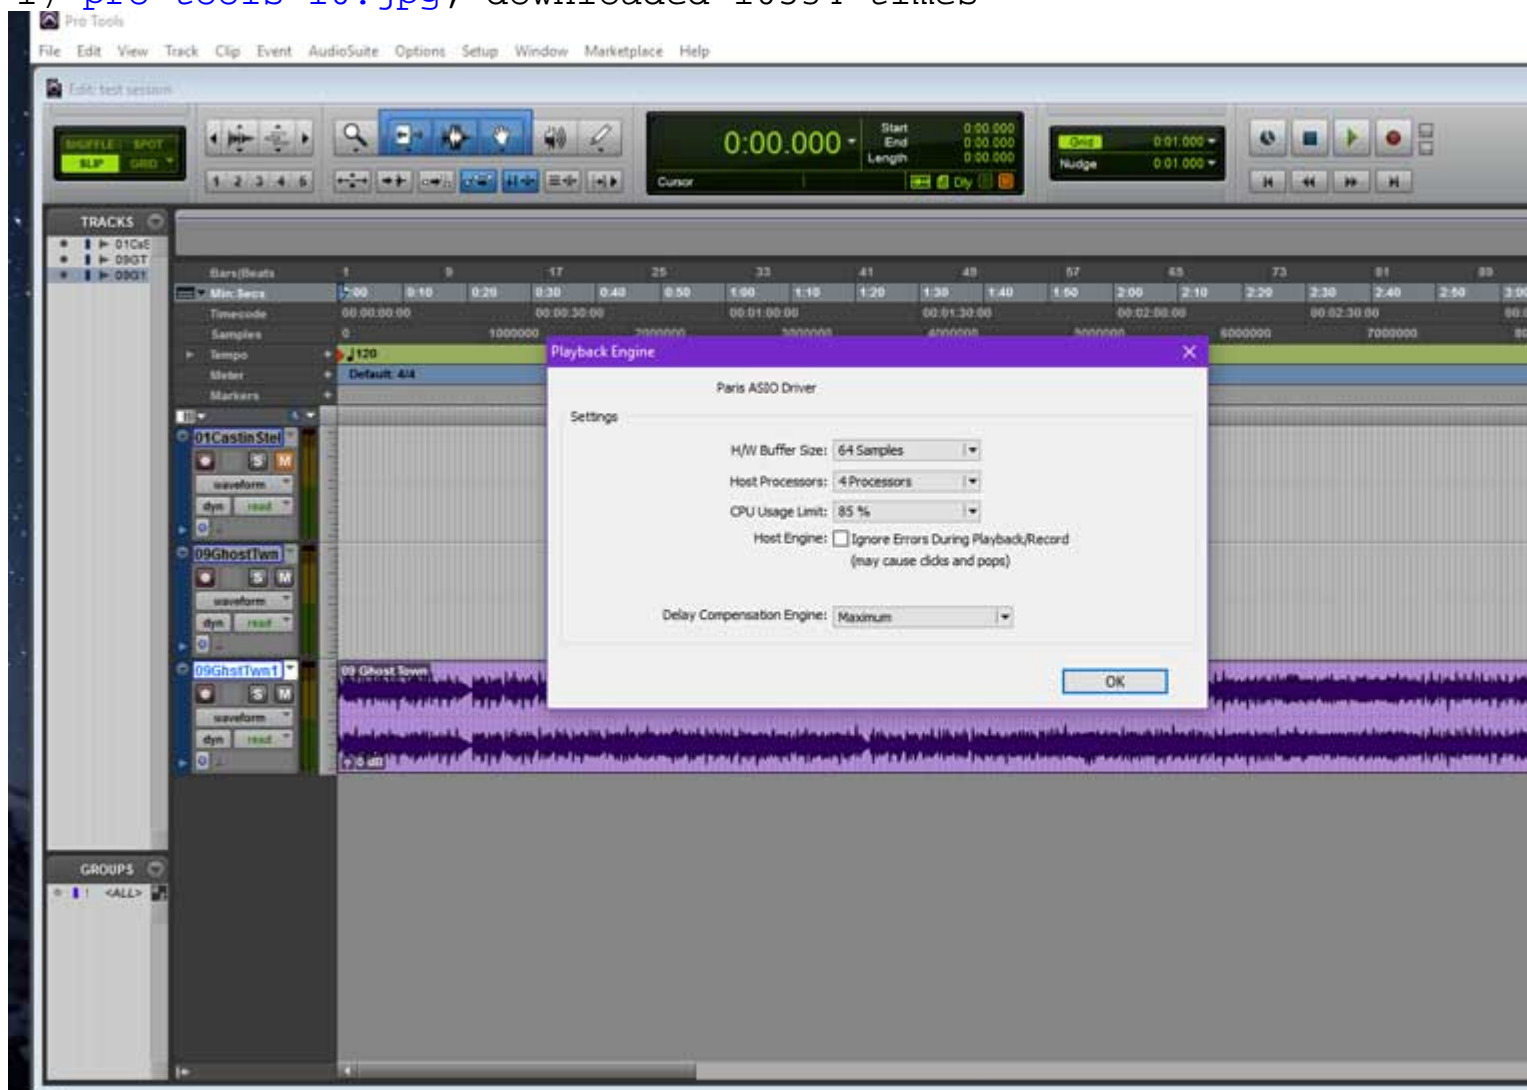 Pro Tools
File Edit View Track Clip Event AudioSuite Options Setup Window Marketplace Help
Edit: test session
SHUFFLE SPOT
SLIP GRID
1 2 3 4 5
0:00.000
Start 0:00.000
End 0:00.000
Length 0:00.000
Cursor
Dly
Grid 0:01.000
Nudge 0:01.000
TRACKS
01CaS
09GT
09GT
Bars|Beats 1 9 17 25 33 41 49 57 65 73 81 89
Min:Secs 0:00 0:10 0:20 0:30 0:40 0:50 1:00 1:10 1:20 1:30 1:40 1:50 2:00 2:10 2:20 2:30 2:40 2:50 3:00
Timecode 00:00:00:00 00:00:30:00 00:01:00:00 00:01:30:00 00:02:00:00 00:02:30:00
Samples 0 1000000 2000000 3000000 4000000 5000000 6000000 7000000
Tempo 120
Meter Default: 4/4
Markers
Playback Engine
Paris ASIO Driver
Settings
H/W Buffer Size: 64 Samples
Host Processors: 4 Processors
CPU Usage Limit: 85 %
Host Engine: Ignore Errors During Playback/Record
(may cause clicks and pops)
Delay Compensation Engine: Maximum
OK
01CastinStel
S M
waveform
dyn read
09GhostTwn
S M
waveform
dyn read
09GhstTwn1
S M
waveform
dyn read
09 Ghost Town
0 dB
GROUPS
! <ALL>